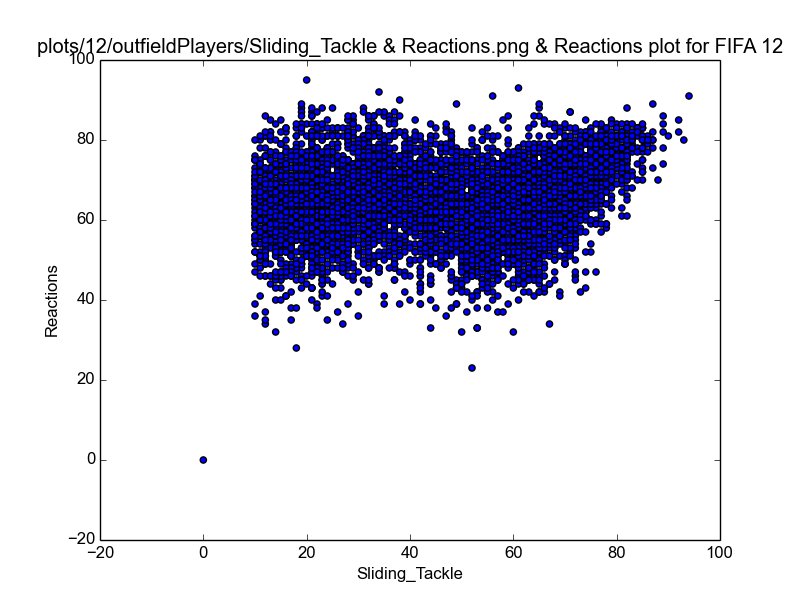 plots/12/outfieldPlayers/Sliding_Tackle & Reactions.png & Reactions plot for FIFA 12
100
80
60
40
20
0
−20
Reactions
−20 0 20 40 60 80 100
Sliding_Tackle